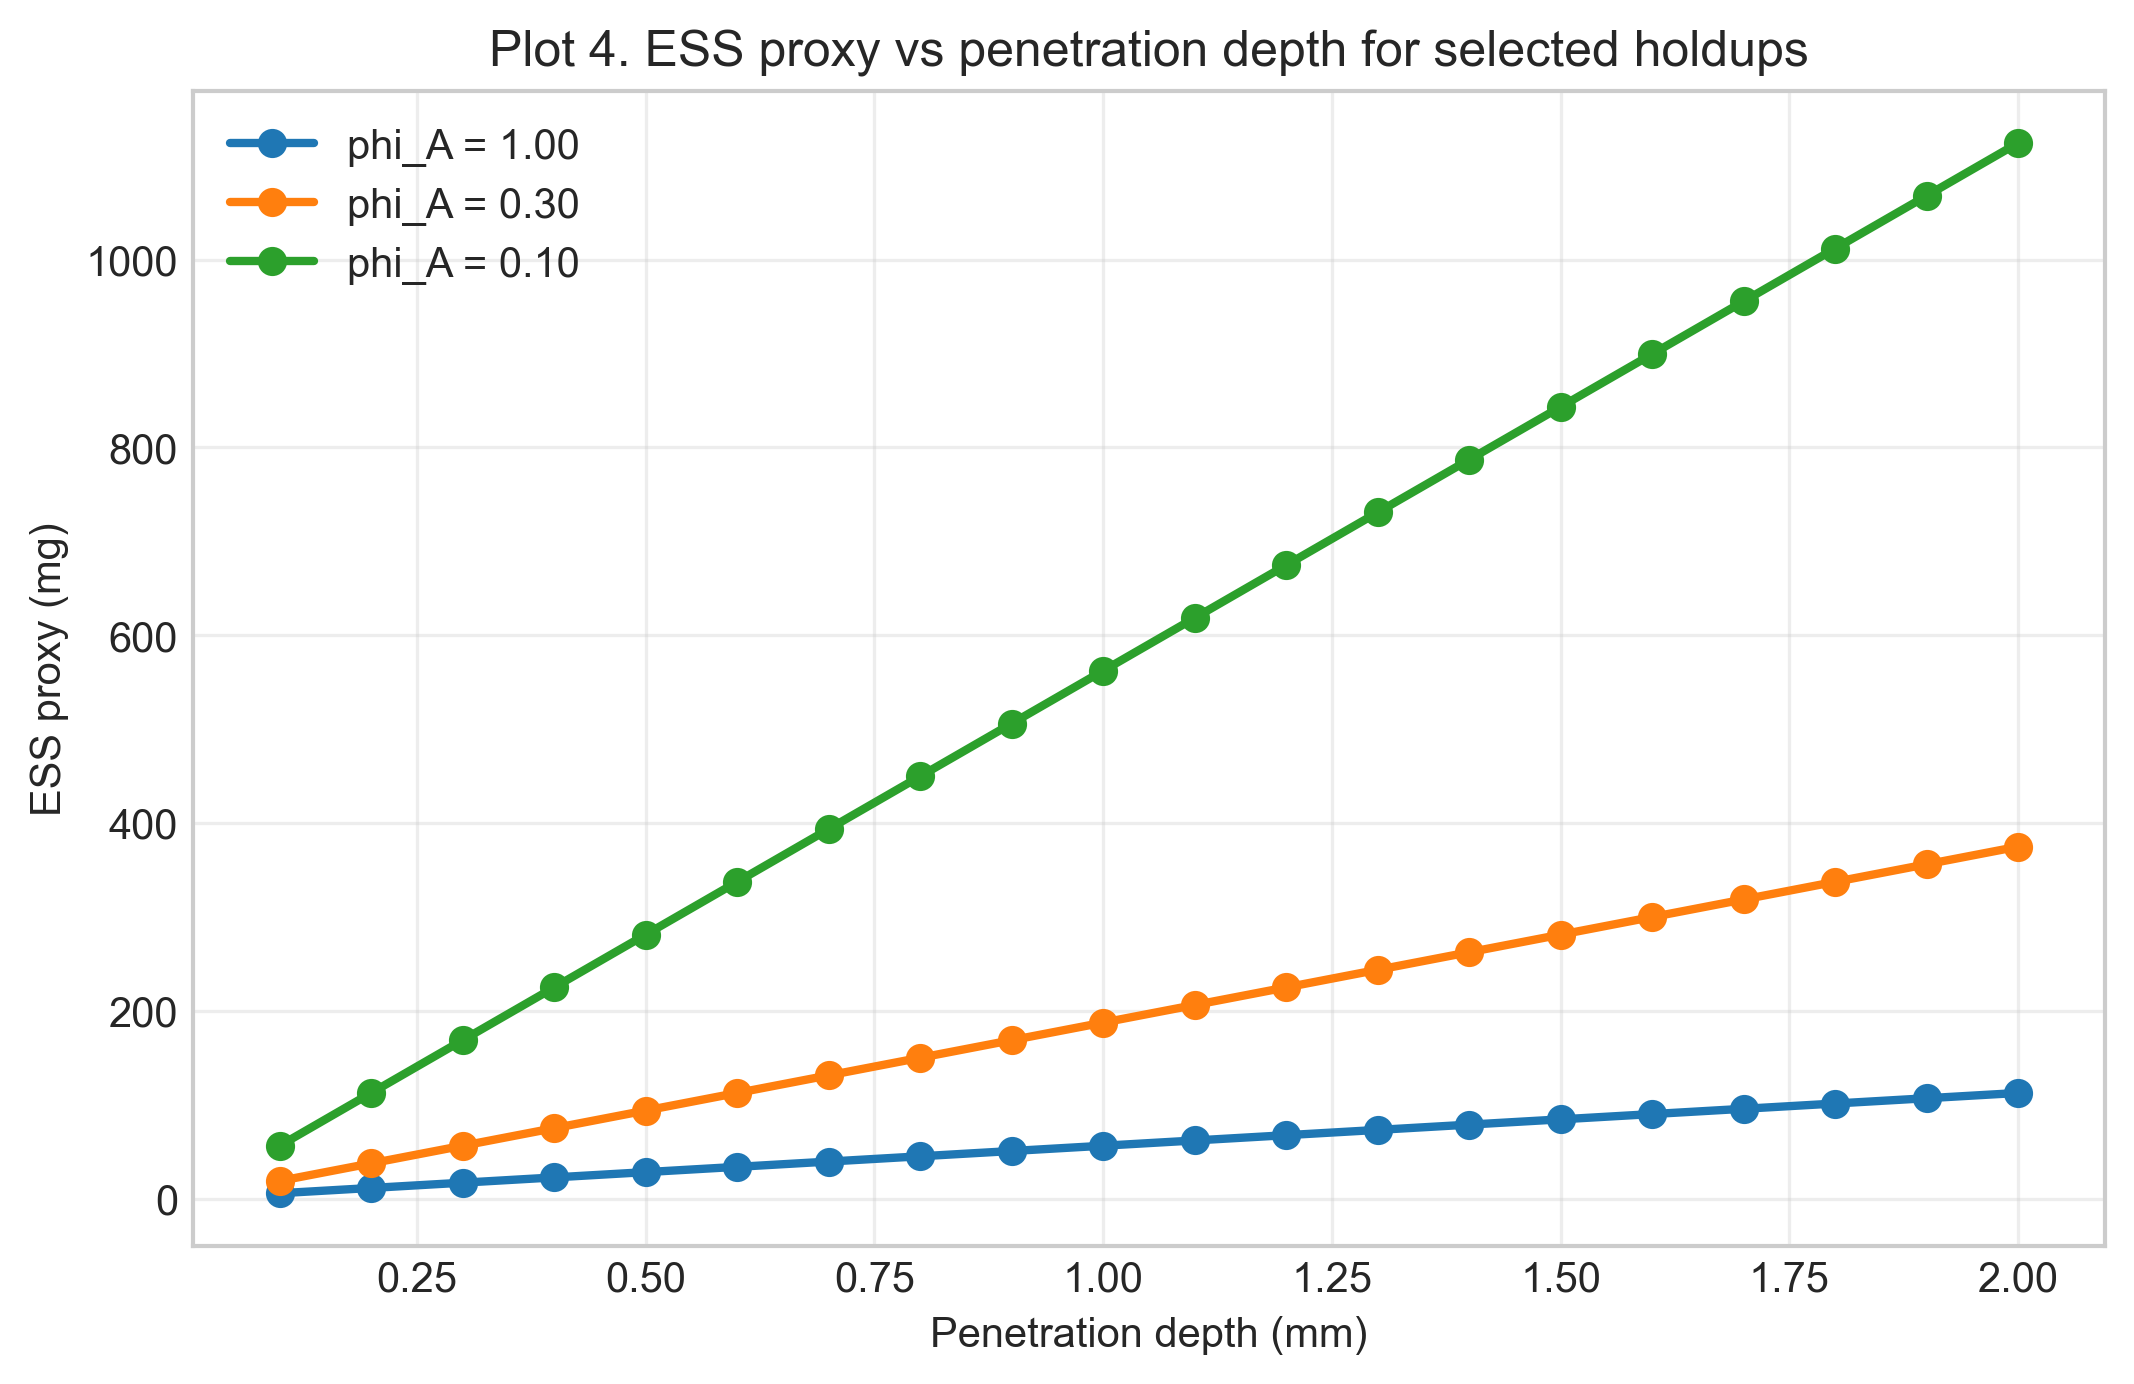 Plot 4. ESS proxy vs penetration depth for selected holdups
phi_A = 1.00
phi_A = 0.30
phi_A = 0.10
1000
800
600
400
200
0
ESS proxy (mg)
0.25 0.50 0.75 1.00 1.25 1.50 1.75 2.00
Penetration depth (mm)